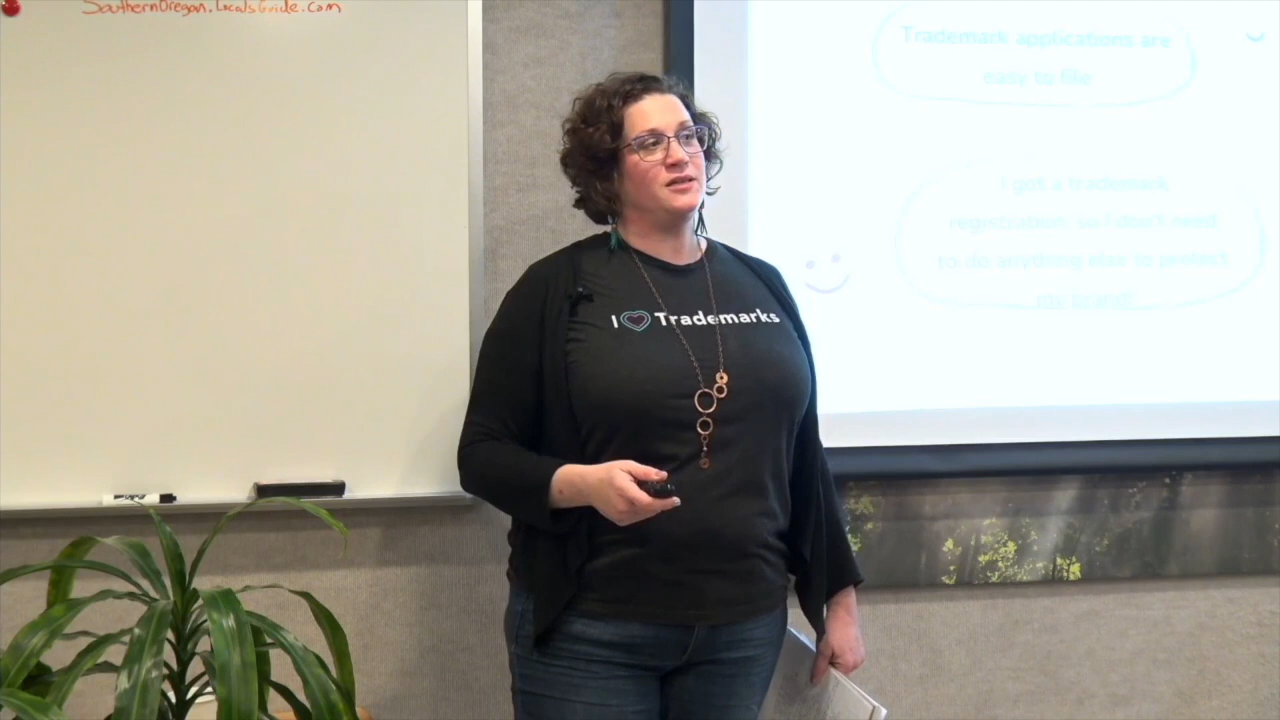 SouthernOregon.LocalsGuide.com
Trademark applications are
easy to file
I got a trademark
registration, so I don't need
to do anything else to protect
my brand!
I Trademarks
EXPO